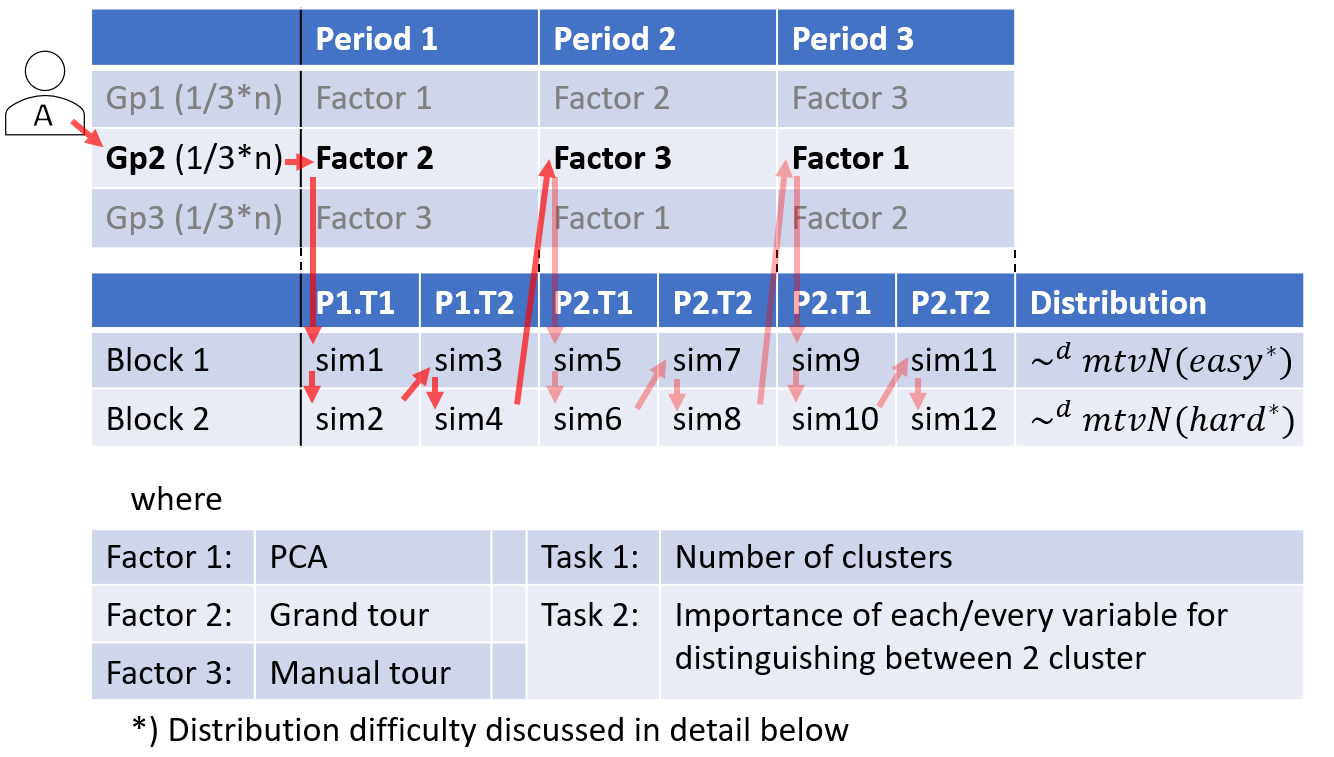 Period 1 Period 2 Period 3
A
Gp1 (1/3*n) Factor 1 Factor 2 Factor 3
Gp2 (1/3*n) Factor 2 Factor 3 Factor 1
Gp3 (1/3*n) Factor 3 Factor 1 Factor 2
P1.T1 P1.T2 P2.T1 P2.T2 P2.T1 P2.T2 Distribution
Block 1 sim1 sim3 sim5 sim7 sim9 sim11 ~ᵈ mtvN(easy*)
Block 2 sim2 sim4 sim6 sim8 sim10 sim12 ~ᵈ mtvN(hard*)
where
Factor 1: PCA Task 1: Number of clusters
Factor 2: Grand tour Task 2: Importance of each/every variable for
distinguishing between 2 cluster
Factor 3: Manual tour
*) Distribution difficulty discussed in detail below